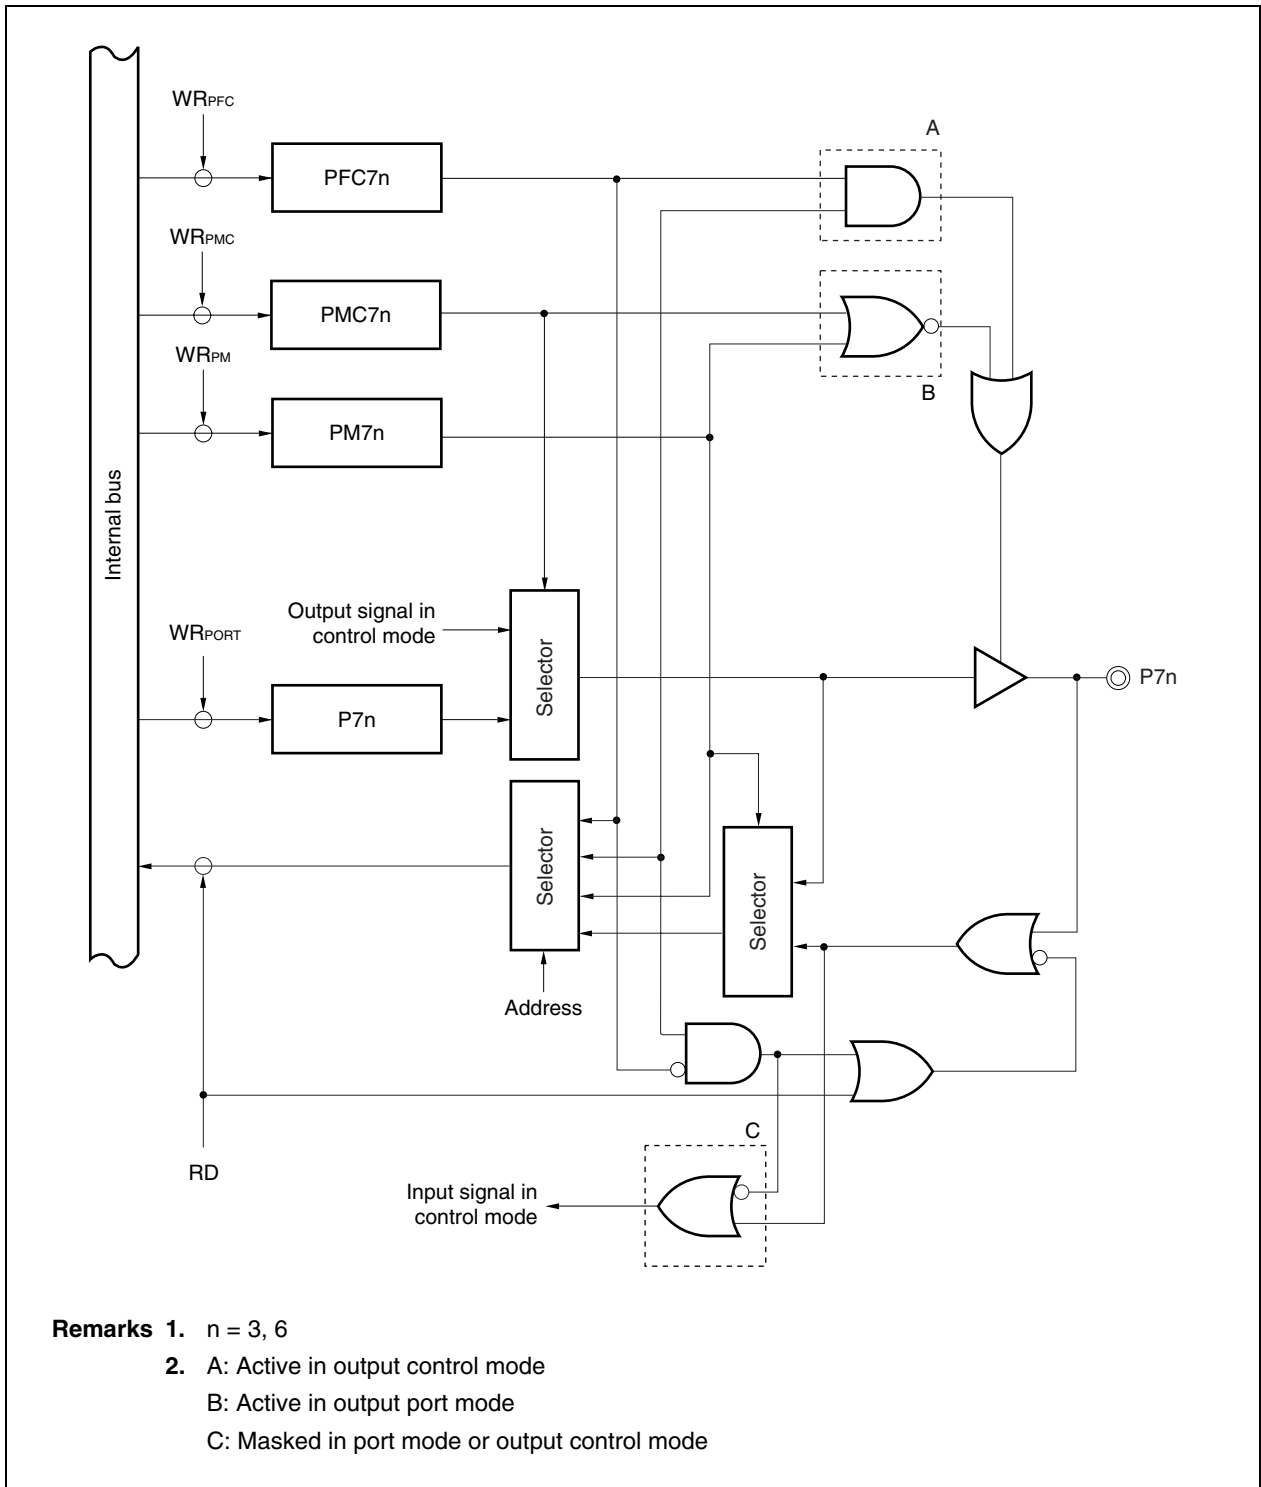 WRPFC
PFC7n
A
WRPMC
PMC7n
WRPM
B
PM7n
Internal bus
Output signal in
control mode
Selector
WRPORT
P7n
P7n
Selector
Selector
Address
RD
C
Input signal in
control mode
Remarks 1. n = 3, 6
2. A: Active in output control mode
B: Active in output port mode
C: Masked in port mode or output control mode